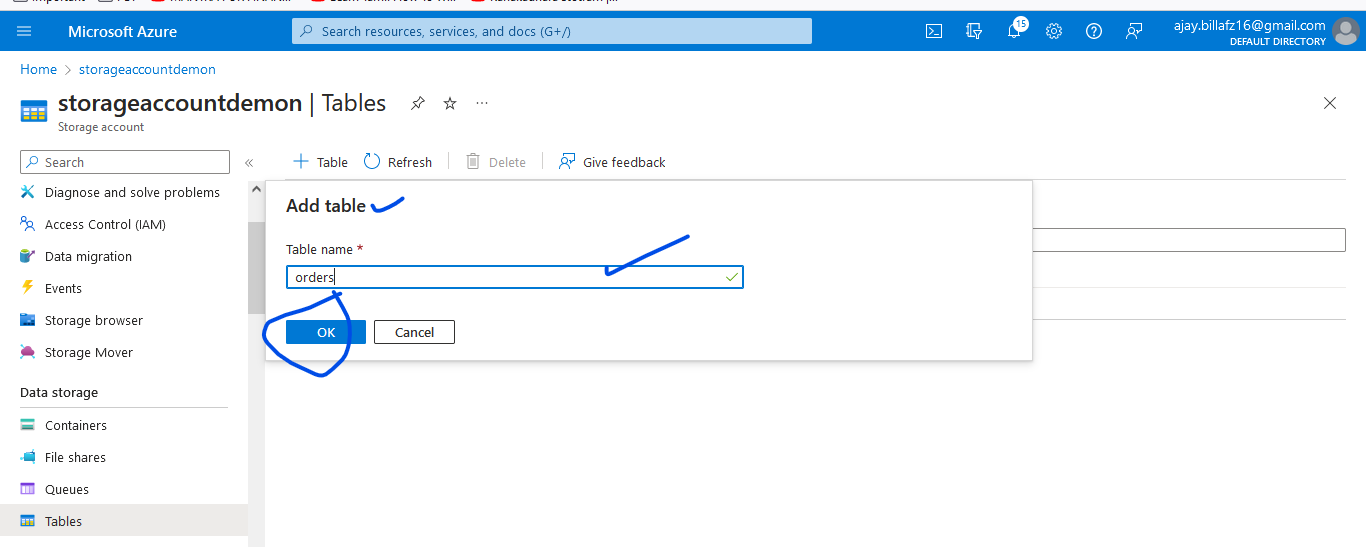 Microsoft Azure
Search resources, services, and docs (G+/)
15
ajay.billafz16@gmail.com
DEFAULT DIRECTORY
Home > storageaccountdemon
storageaccountdemon | Tables
Storage account
Search
Table
Refresh
Delete
Give feedback
Diagnose and solve problems
Access Control (IAM)
Data migration
Events
Storage browser
Storage Mover
Data storage
Containers
File shares
Queues
Tables
Add table
Table name *
orders
OK
Cancel